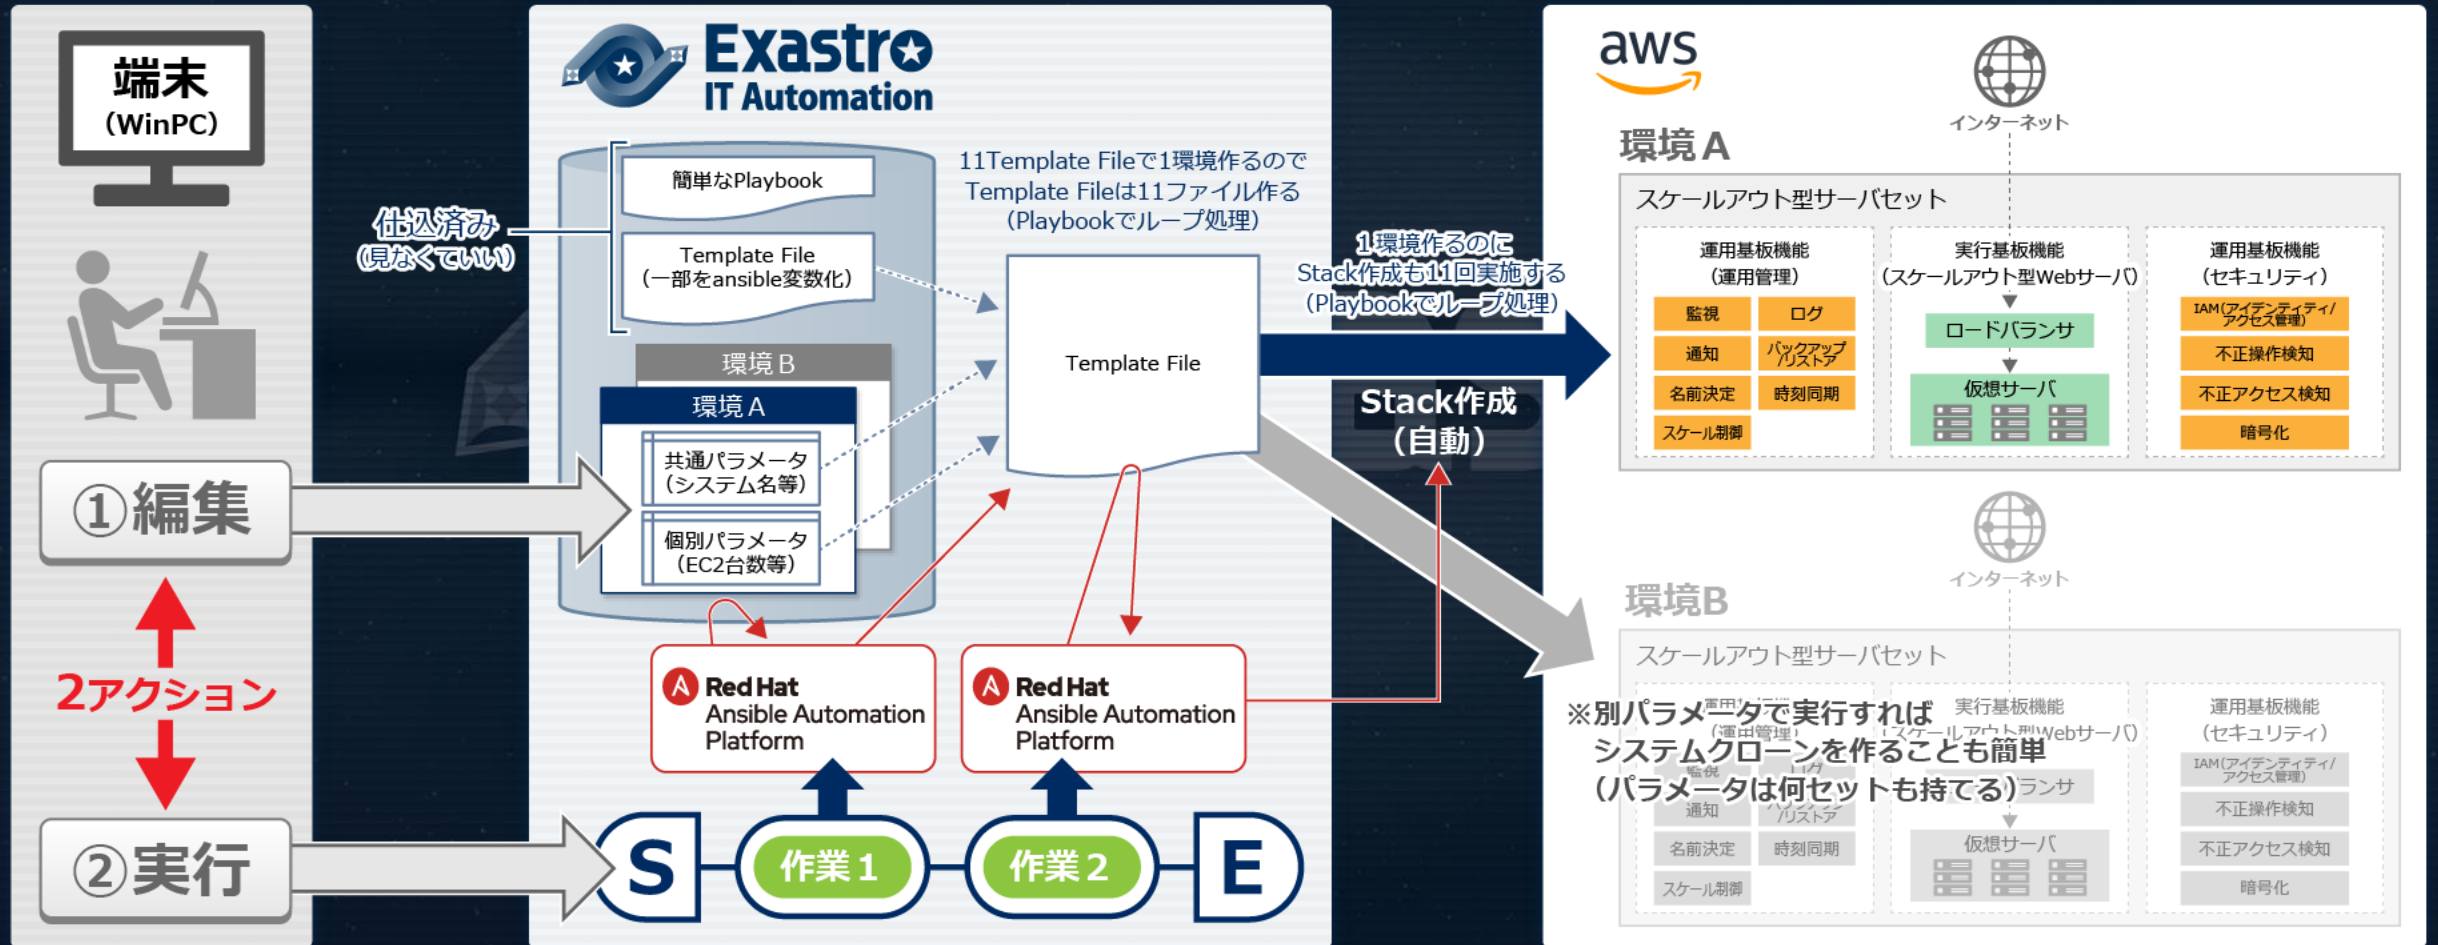 端末
（WinPC）
①編集
2アクション
②実行
Exastro
IT Automation
仕込済み
（見なくていい）
簡単なPlaybook
Template File
（一部をansible変数化）
環境B
環境A
共通パラメータ
（システム名等）
個別パラメータ
（EC2台数等）
11Template Fileで1環境作るので
Template Fileは11ファイル作る
（Playbookでループ処理）
Template File
Red Hat
Ansible Automation
Platform
Red Hat
Ansible Automation
Platform
S
作業1
作業2
E
1環境作るのに
Stack作成も11回実施する
（Playbookでループ処理）
Stack作成
（自動）
aws
インターネット
環境A
スケールアウト型サーバセット
運用基板機能
（運用管理）
監視
ログ
通知
バックアップ
/リストア
名前決定
時刻同期
スケール制御
実行基板機能
（スケールアウト型Webサーバ）
ロードバランサ
仮想サーバ
運用基板機能
（セキュリティ）
IAM（アイデンティティ/
アクセス管理）
不正操作検知
不正アクセス検知
暗号化
インターネット
環境B
スケールアウト型サーバセット
※別パラメータで実行すれば
システムクローンを作ることも簡単
（パラメータは何セットも持てる）
通知
/リストア
名前決定
時刻同期
スケール制御
実行基板機能
仮想サーバ
運用基板機能
（セキュリティ）
IAM（アイデンティティ/
アクセス管理）
不正操作検知
不正アクセス検知
暗号化